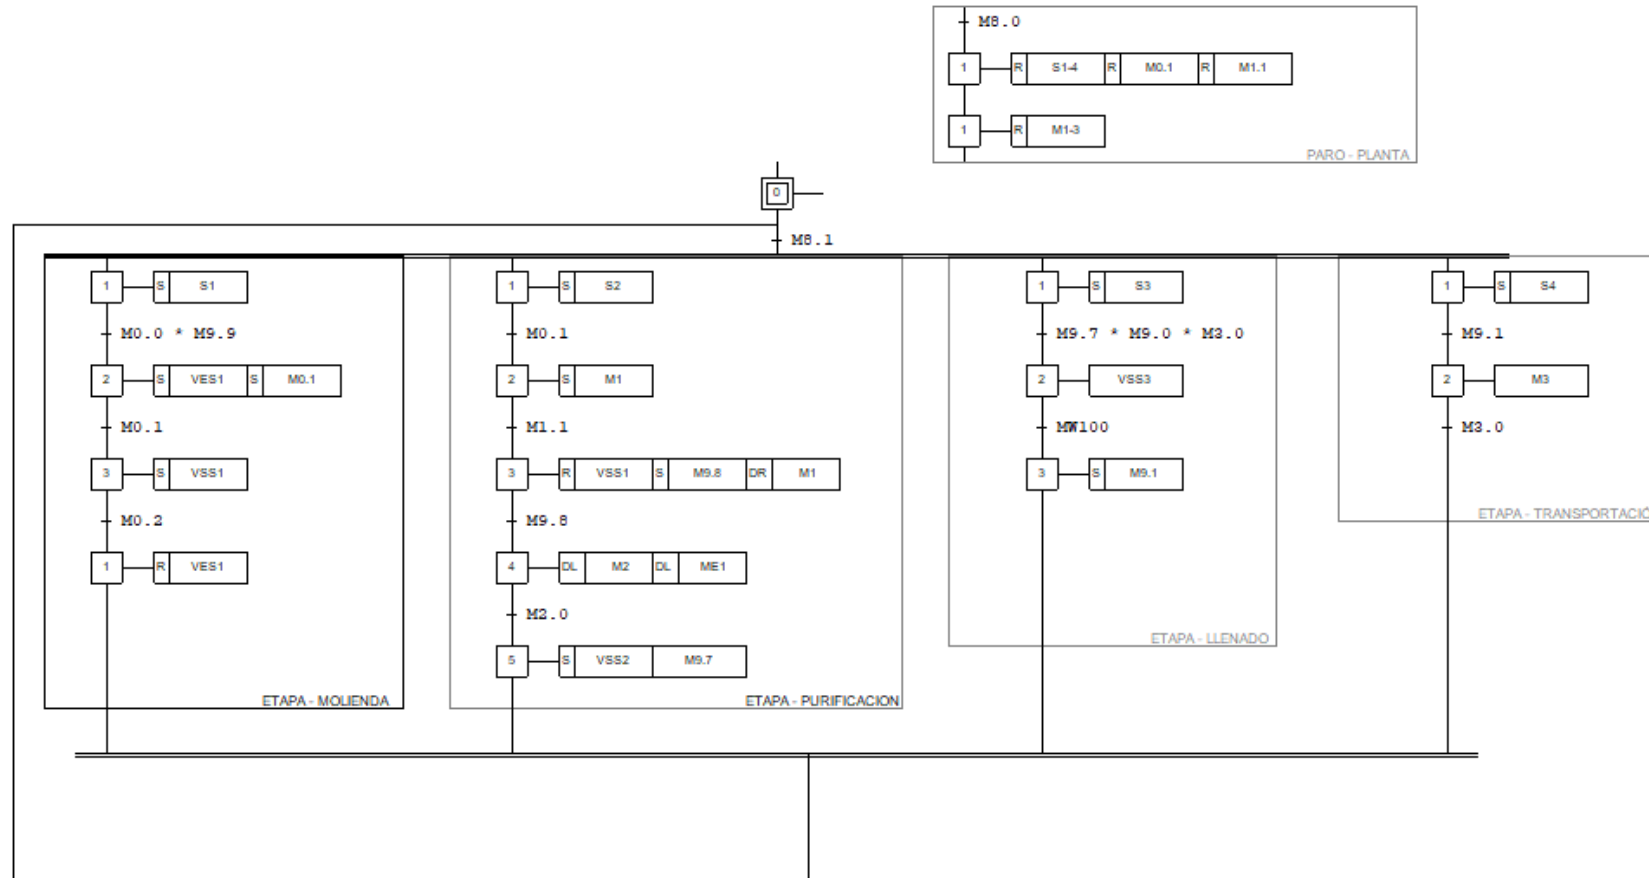 M8.0
1 R S1-4 R M0.1 R M1.1
1 R M1-3
PARO - PLANTA
0
M8.1
1 S S1
M0.0 * M9.9
2 S VES1 S M0.1
M0.1
3 S VSS1
M0.2
1 R VES1
ETAPA - MOLIENDA
1 S S2
M0.1
2 S M1
M1.1
3 R VSS1 S M9.8 DR M1
M9.8
4 DL M2 DL ME1
M2.0
5 S VSS2 M9.7
ETAPA - PURIFICACION
1 S S3
M9.7 * M9.0 * M3.0
2 VSS3
MW100
3 S M9.1
ETAPA - LLENADO
1 S S4
M9.1
2 M3
M3.0
ETAPA - TRANSPORTACIÓ